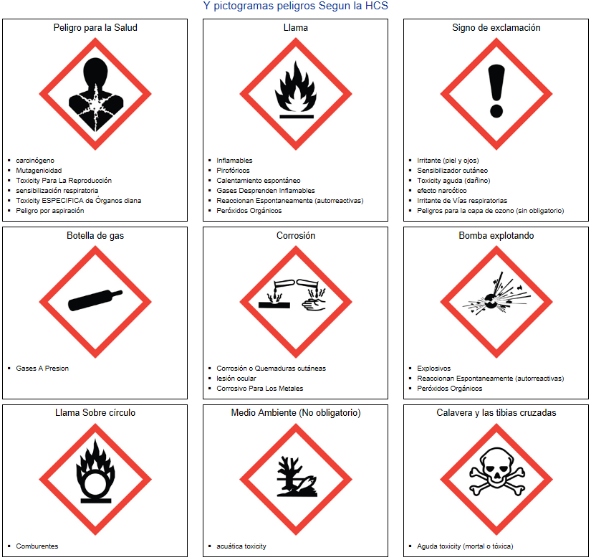 Y pictogramas peligros Segun la HCS
Peligro para la Salud
carcinógeno
Mutagenicidad
Toxicity Para La Reproducción
sensibilización respiratoria
Toxicity ESPECIFICA de Órganos diana
Peligro por aspiración
Llama
Inflamables
Pirofóricos
Calentamiento espontáneo
Gases Desprenden Inflamables
Reaccionan Espontaneamente (autorreactivas)
Peróxidos Orgánicos
Signo de exclamación
Irritante (piel y ojos)
Sensibilizador cutáneo
Toxicity aguda (dañino)
efecto narcótico
Irritante de Vías respiratorias
Peligros para la capa de ozono (sin obligatorio)
Botella de gas
Gases A Presion
Corrosión
Corrosión o Quemaduras cutáneas
lesión ocular
Corrosivo Para Los Metales
Bomba explotando
Explosivos
Reaccionan Espontaneamente (autorreactivas)
Peróxidos Orgánicos
Llama Sobre círculo
Comburentes
Medio Ambiente (No obligatorio)
acuática toxicity
Calavera y las tibias cruzadas
Aguda toxicity (mortal o tóxica)